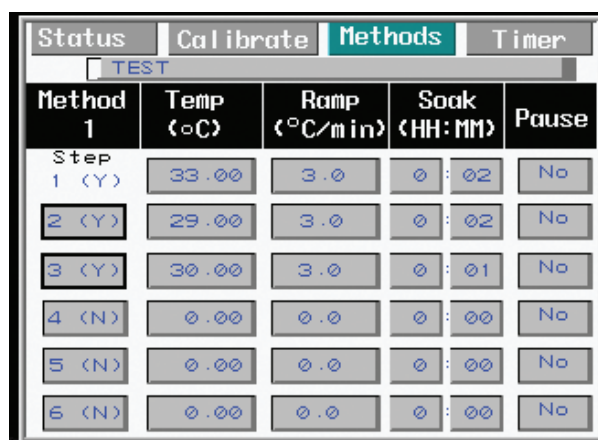 Status Calibrate Methods Timer
TEST
Method Temp Ramp Soak Pause
1 (°C) (°C/min) (HH:MM)
Step
1 (Y) 33.00 3.0 0 : 02 No
2 (Y) 29.00 3.0 0 : 02 No
3 (Y) 30.00 3.0 0 : 01 No
4 (N) 0.00 0.0 0 : 00 No
5 (N) 0.00 0.0 0 : 00 No
6 (N) 0.00 0.0 0 : 00 No